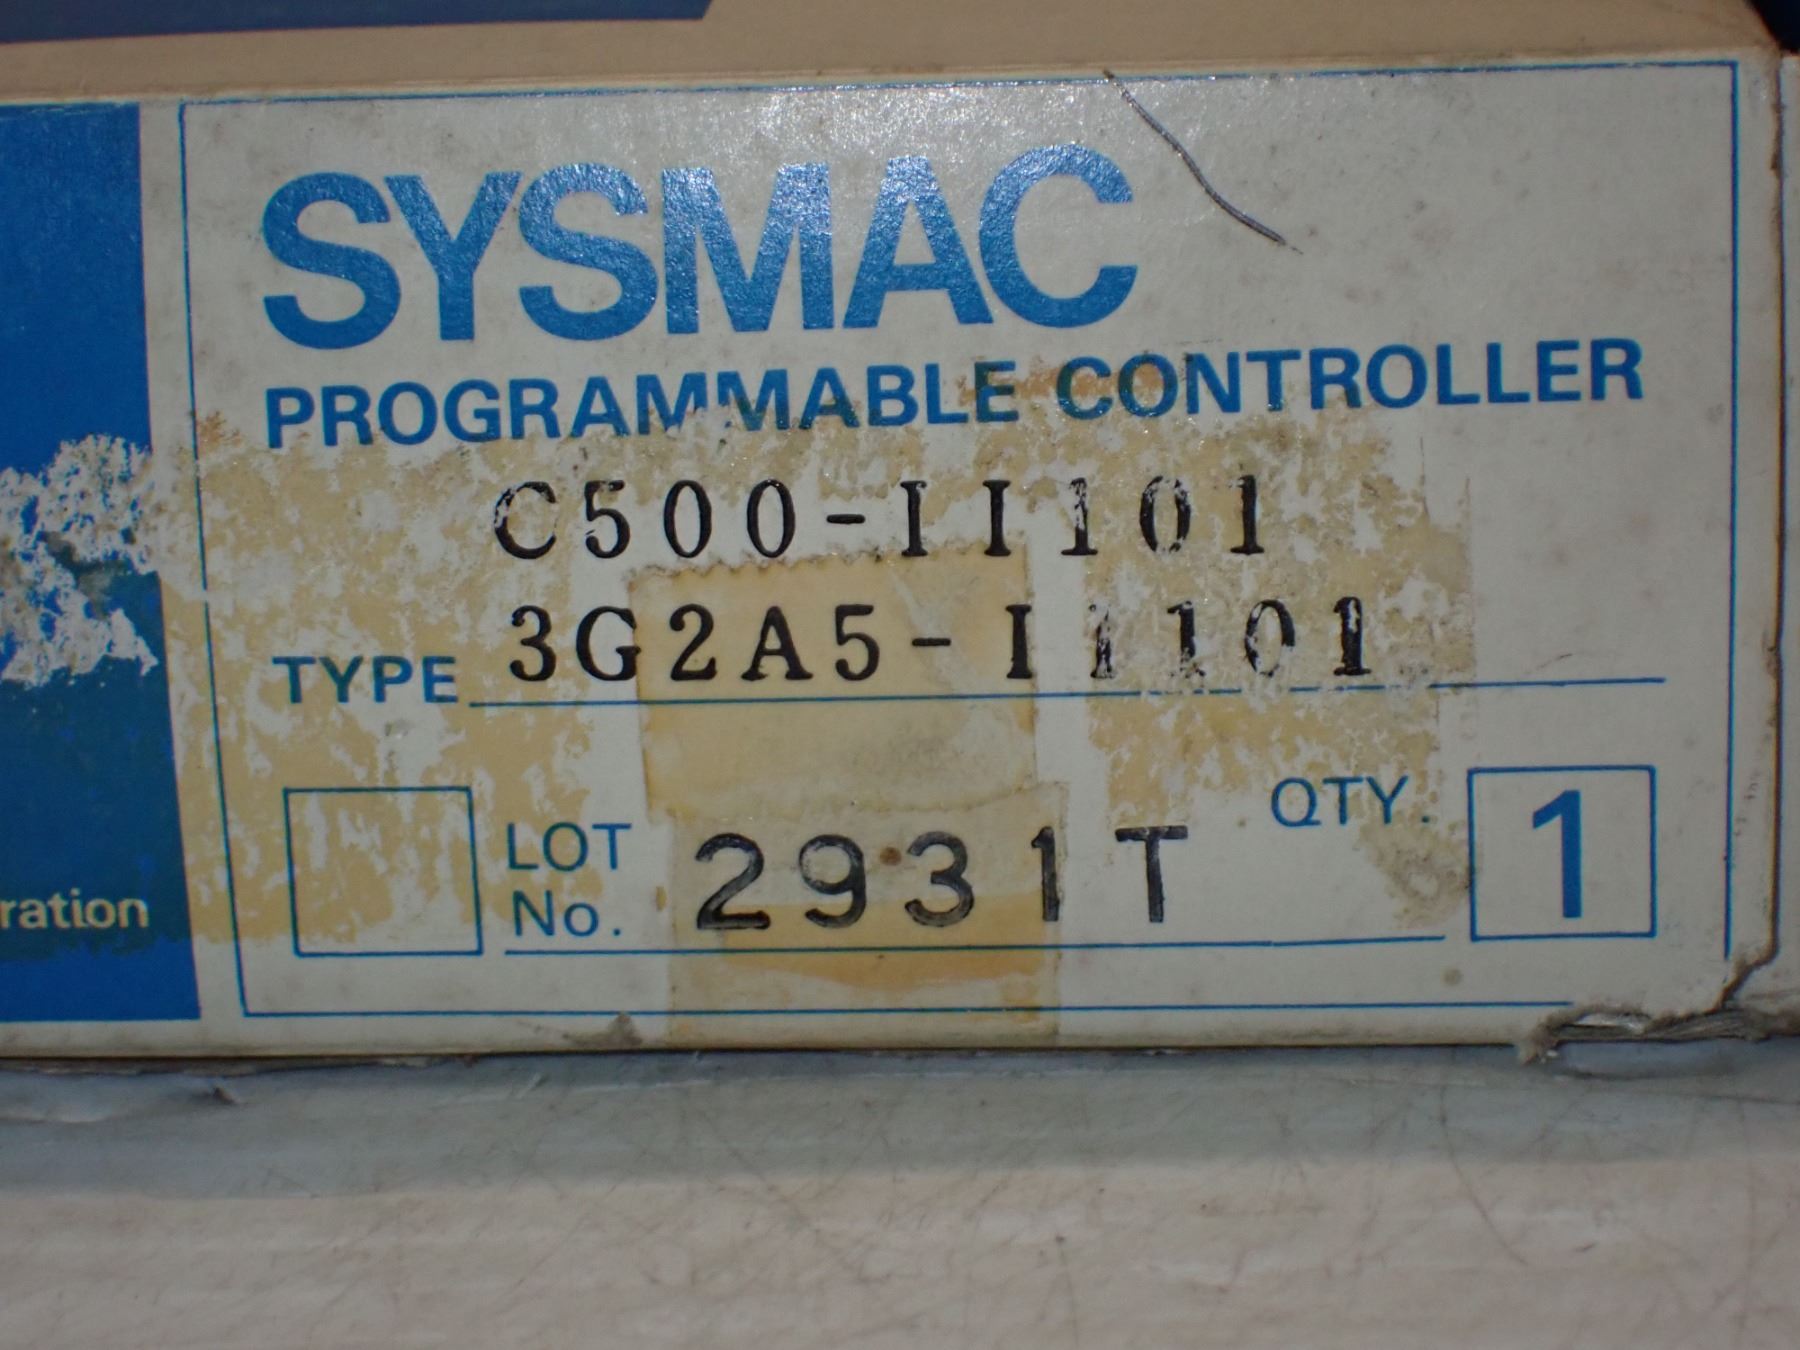 SYSMAC
PROGRAMMABLE CONTROLLER
C500-II101
TYPE 3G2A5-II101
LOT No. 2931T
QTY. 1
ration